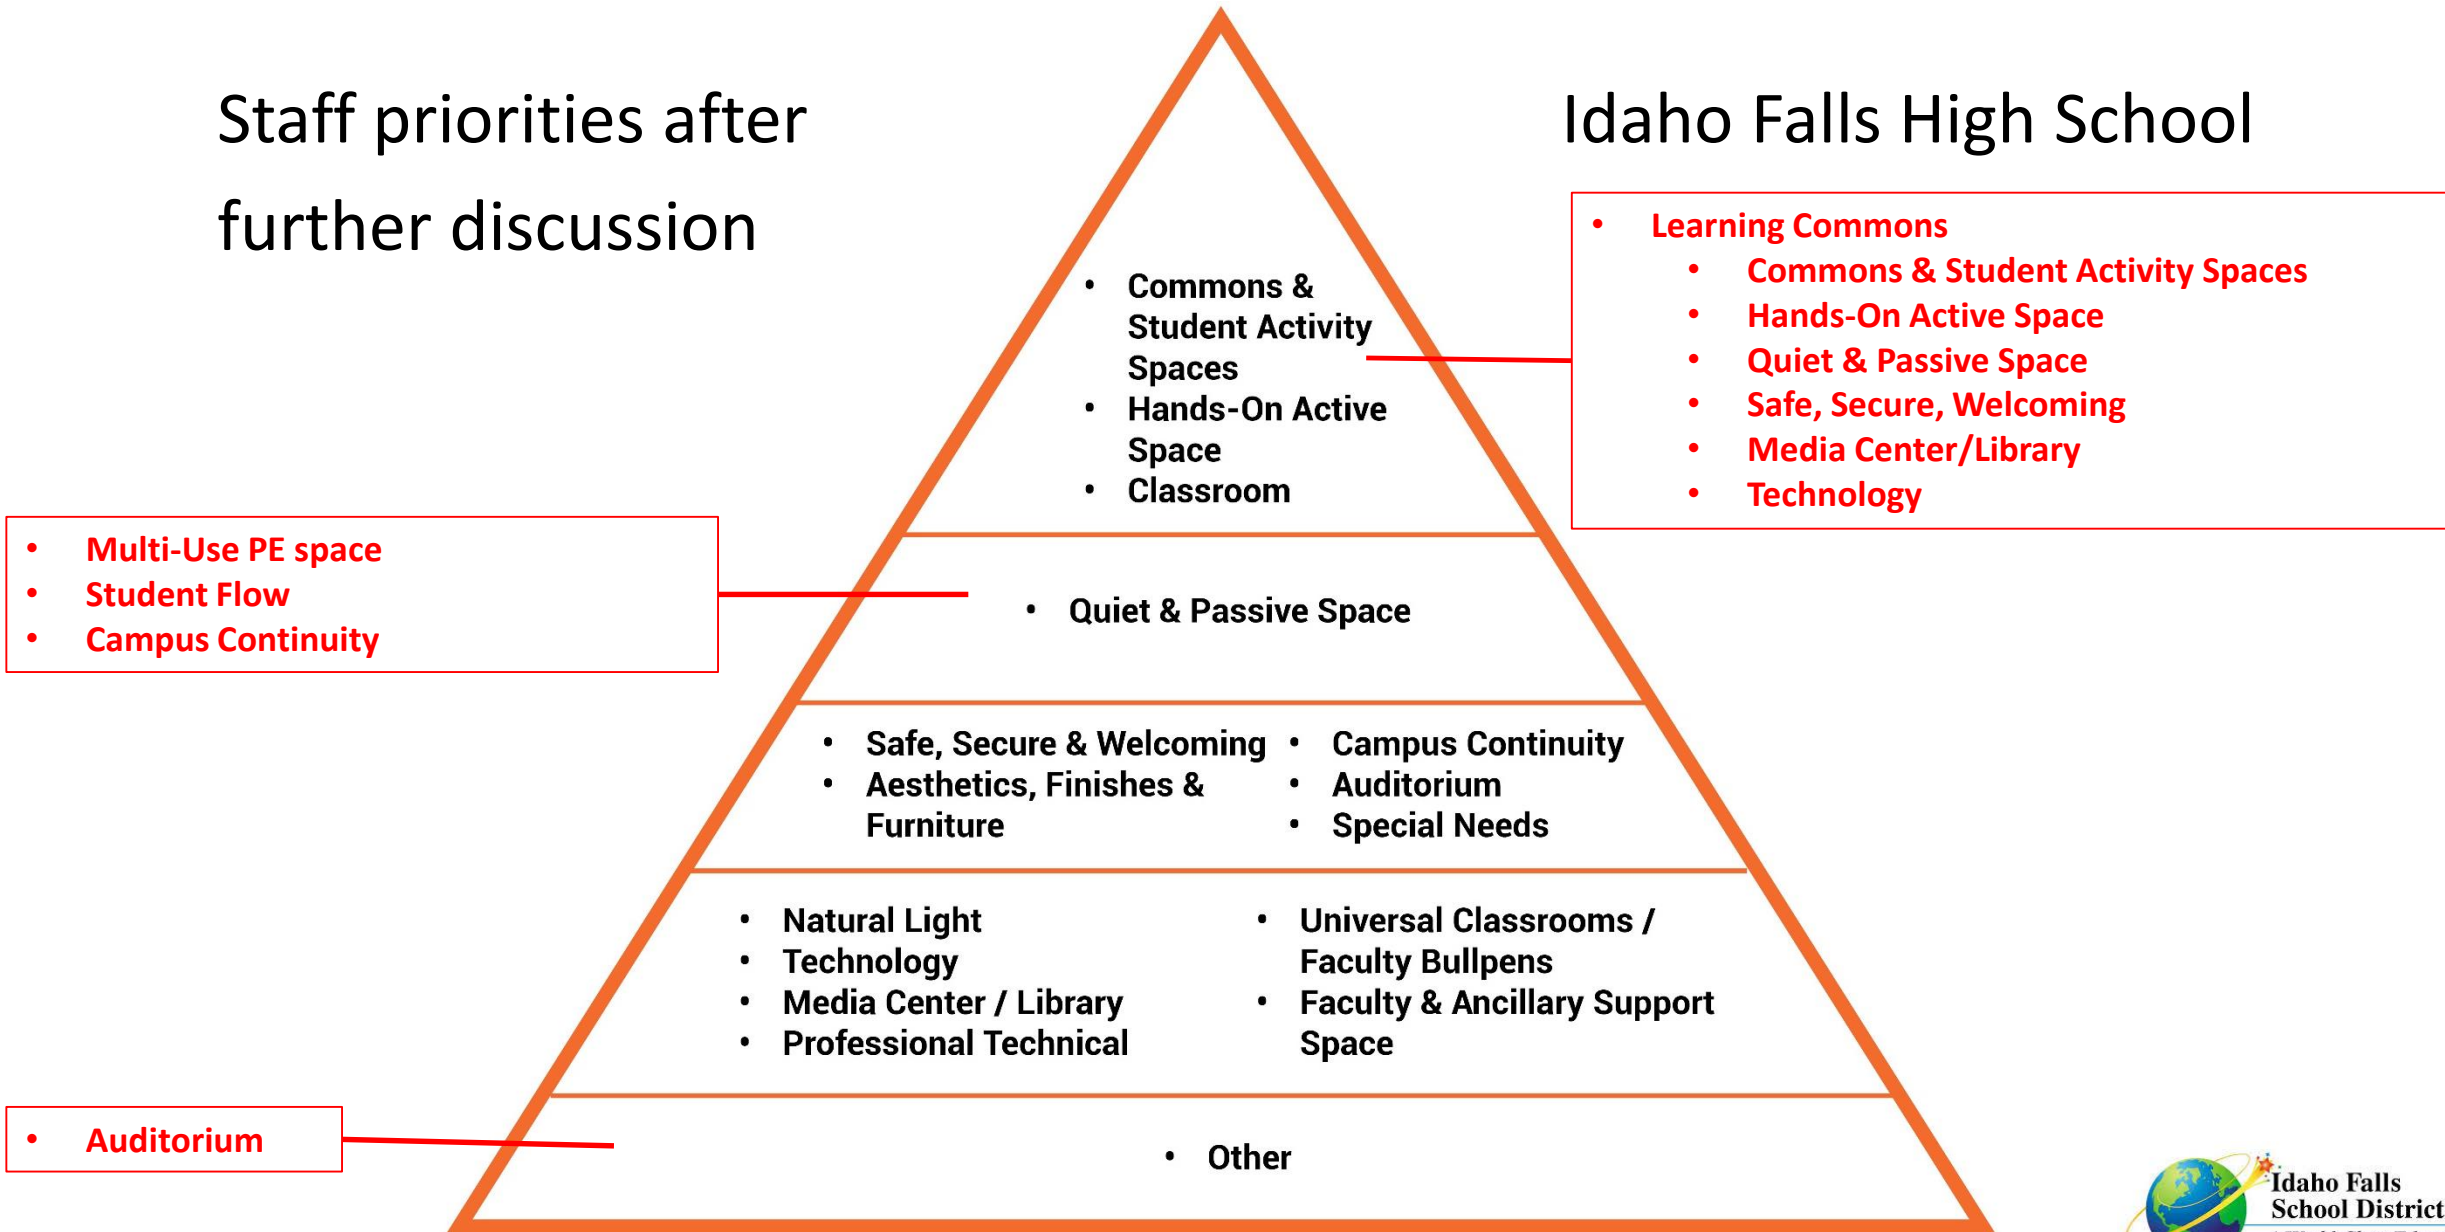 Staff priorities after
further discussion
Idaho Falls High School
• Learning Commons
• Commons & Student Activity Spaces
• Hands-On Active Space
• Quiet & Passive Space
• Safe, Secure, Welcoming
• Media Center/Library
• Technology
• Commons &
Student Activity
Spaces
• Hands-On Active
Space
• Classroom
• Multi-Use PE space
• Student Flow
• Campus Continuity
• Quiet & Passive Space
• Safe, Secure & Welcoming
• Aesthetics, Finishes &
Furniture
• Campus Continuity
• Auditorium
• Special Needs
• Natural Light
• Technology
• Media Center / Library
• Professional Technical
• Universal Classrooms /
Faculty Bullpens
• Faculty & Ancillary Support
Space
• Auditorium
• Other
Idaho Falls
School District